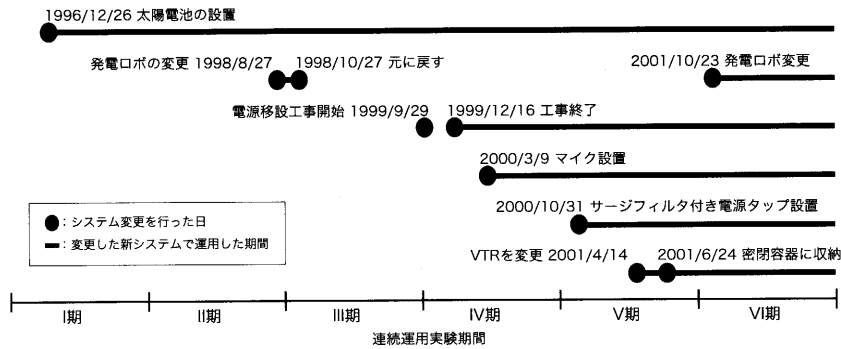 1996/12/26 太陽電池の設置
発電ロボの変更 1998/8/27
1998/10/27 元に戻す
2001/10/23 発電ロボ変更
電源移設工事開始 1999/9/29
1999/12/16 工事終了
2000/3/9 マイク設置
2000/10/31 サージフィルタ付き電源タップ設置
VTRを変更 2001/4/14
2001/6/24 密閉容器に収納
:システム変更を行った日
:変更した新システムで運用した期間
I期
II期
III期
IV期
V期
VI期
連続運用実験期間